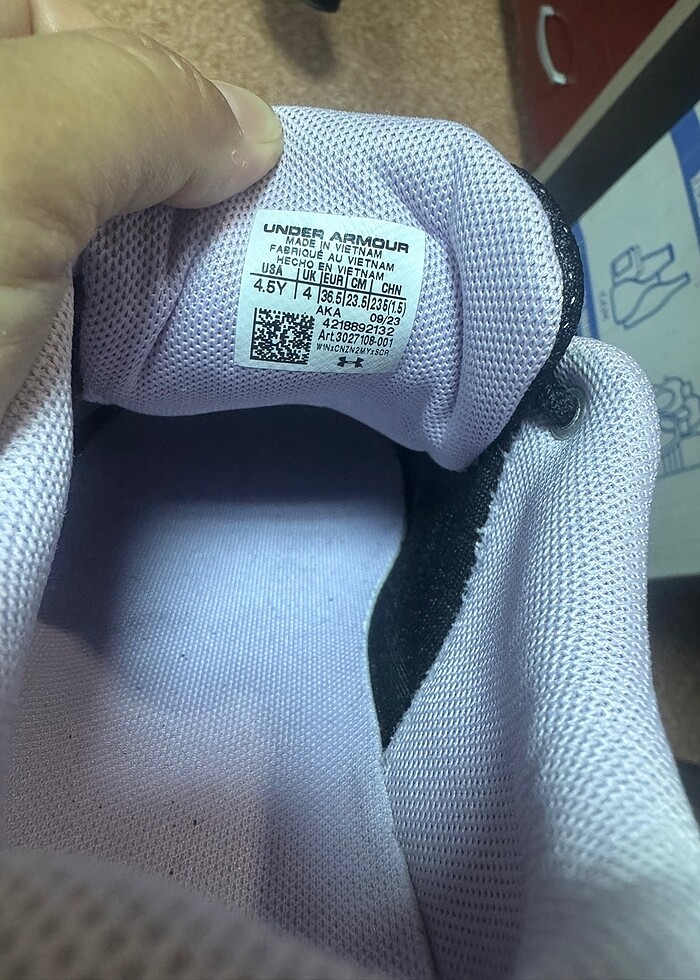 UNDER ARMOUR
MADE IN VIETNAM
FABRIQUÉ AU VIETNAM
HECHO EN VIETNAM
USA UK EUR CM CHN
4.5Y 4 36.5 23.5 235(1.5)
AKA 09/23
4218892132
Art.3027108-001